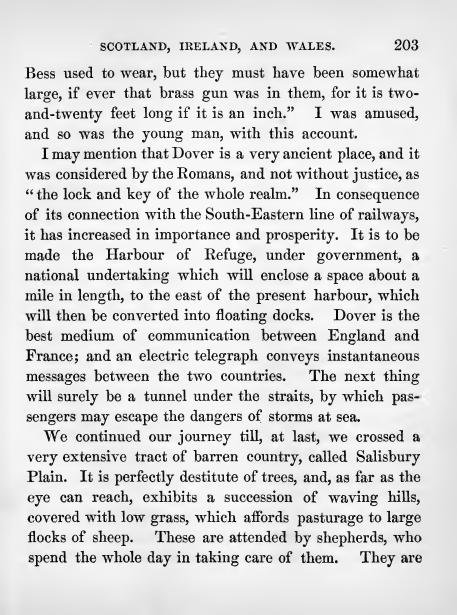 SCOTLAND, IRELAND, AND WALES. 203
Bess used to wear, but they must have been somewhat
large, if ever that brass gun was in them, for it is two-
and-twenty feet long if it is an inch." I was amused,
and so was the young man, with this account.
I may mention that Dover is a very ancient place, and it
was considered by the Romans, and not without justice, as
"the lock and key of the whole realm." In consequence
of its connection with the South-Eastern line of railways,
it has increased in importance and prosperity. It is to be
made the Harbour of Refuge, under government, a
national undertaking which will enclose a space about a
mile in length, to the east of the present harbour, which
will then be converted into floating docks. Dover is the
best medium of communication between England and
France; and an electric telegraph conveys instantaneous
messages between the two countries. The next thing
will surely be a tunnel under the straits, by which pas-
sengers may escape the dangers of storms at sea.
We continued our journey till, at last, we crossed a
very extensive tract of barren country, called Salisbury
Plain. It is perfectly destitute of trees, and, as far as the
eye can reach, exhibits a succession of waving hills,
covered with low grass, which affords pasturage to large
flocks of sheep. These are attended by shepherds, who
spend the whole day in taking care of them. They are